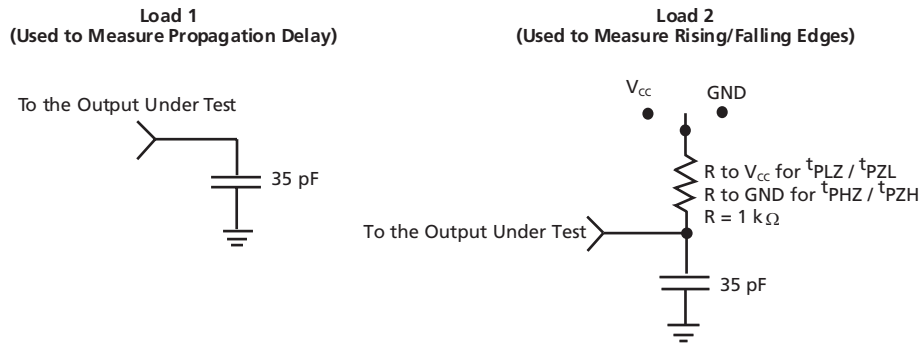 Load 1
(Used to Measure Propagation Delay)
To the Output Under Test
35 pF
Load 2
(Used to Measure Rising/Falling Edges)
VCC
GND
R to VCC for tPLZ / tPZL
R to GND for tPHZ / tPZH
R = 1 kΩ
To the Output Under Test
35 pF